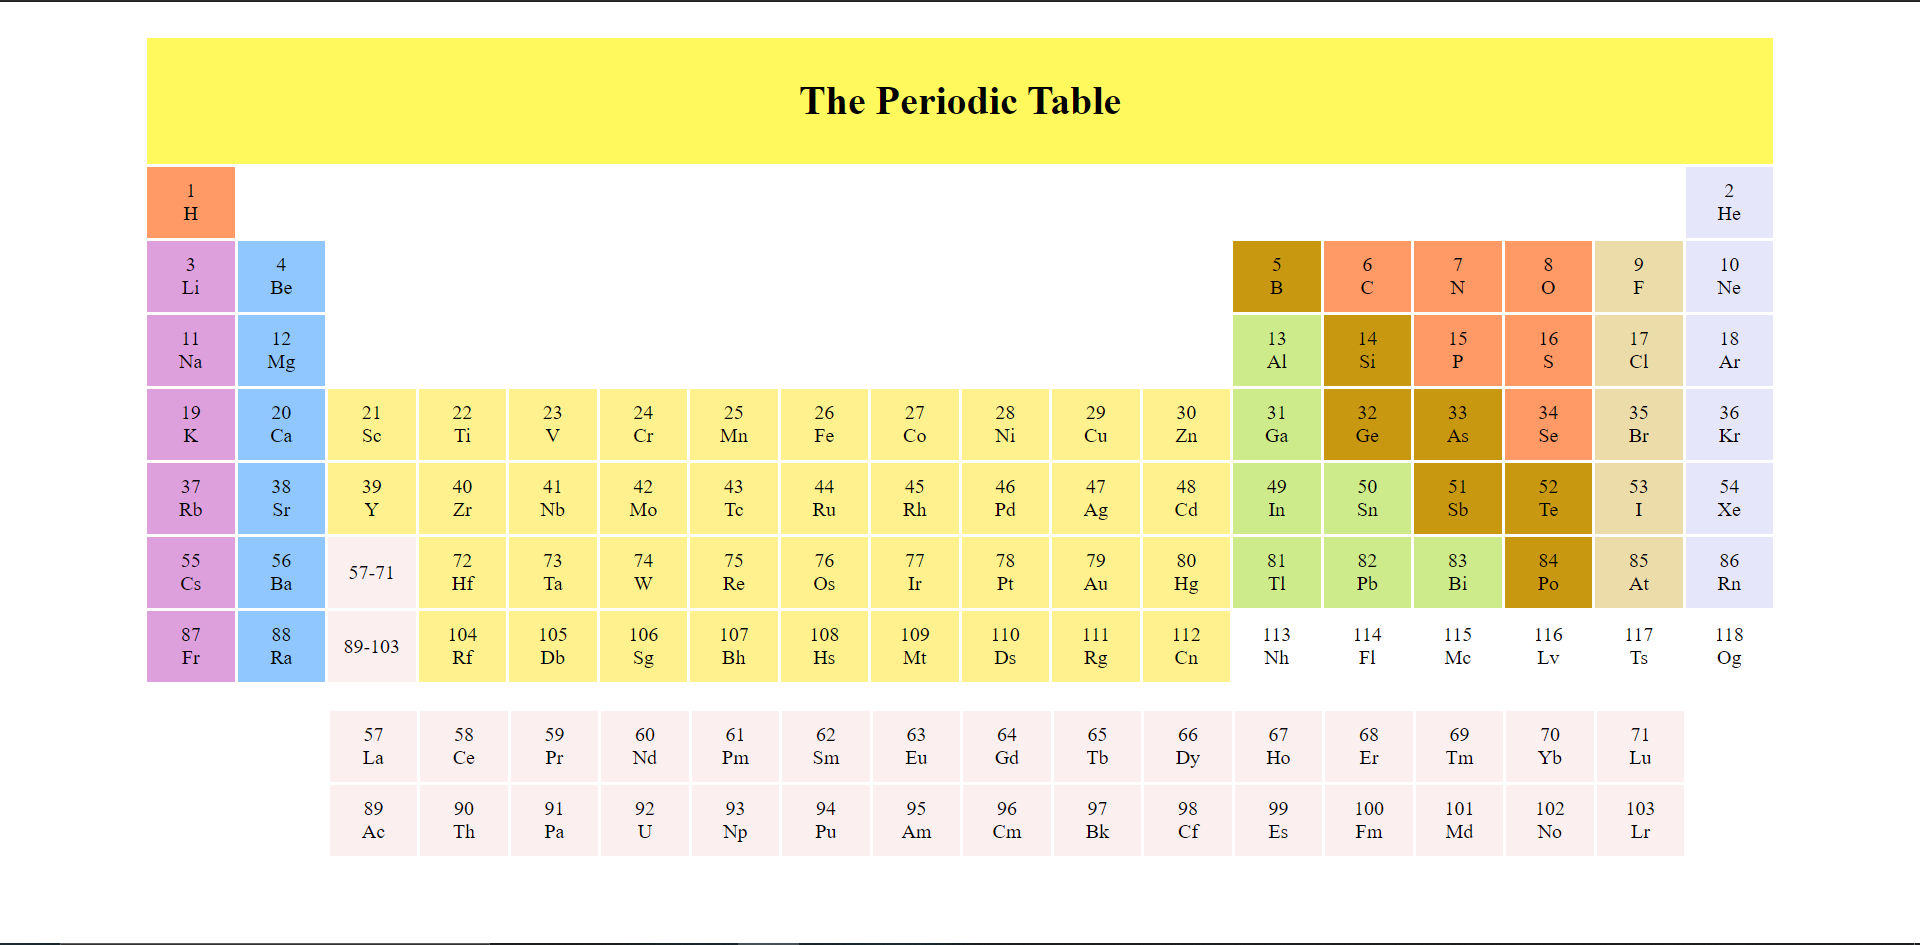 The Periodic Table
1 2
H He
3 4 5 6 7 8 9 10
Li Be B C N O F Ne
11 12 13 14 15 16 17 18
Na Mg Al Si P S Cl Ar
19 20 21 22 23 24 25 26 27 28 29 30 31 32 33 34 35 36
K Ca Sc Ti V Cr Mn Fe Co Ni Cu Zn Ga Ge As Se Br Kr
37 38 39 40 41 42 43 44 45 46 47 48 49 50 51 52 53 54
Rb Sr Y Zr Nb Mo Tc Ru Rh Pd Ag Cd In Sn Sb Te I Xe
55 56 57-71 72 73 74 75 76 77 78 79 80 81 82 83 84 85 86
Cs Ba Hf Ta W Re Os Ir Pt Au Hg Tl Pb Bi Po At Rn
87 88 89-103 104 105 106 107 108 109 110 111 112 113 114 115 116 117 118
Fr Ra Rf Db Sg Bh Hs Mt Ds Rg Cn Nh Fl Mc Lv Ts Og
57 58 59 60 61 62 63 64 65 66 67 68 69 70 71
La Ce Pr Nd Pm Sm Eu Gd Tb Dy Ho Er Tm Yb Lu
89 90 91 92 93 94 95 96 97 98 99 100 101 102 103
Ac Th Pa U Np Pu Am Cm Bk Cf Es Fm Md No Lr